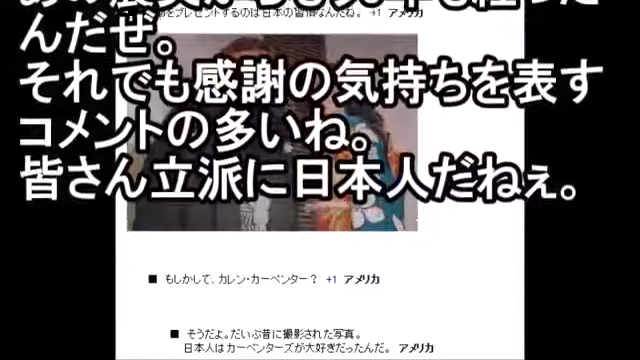 をプレゼントするのは日本の習慣なんだね。 +1 アメリカ
んだぜ。
それでも感謝の気持ちを表す
コメントの多いね。
皆さん立派に日本人だねぇ。
■ もしかして、カレン・カーペンター？ +1 アメリカ
■ そうだよ。だいぶ昔に撮影された写真。
日本人はカーペンターズが大好きだったんだ。 アメリカ